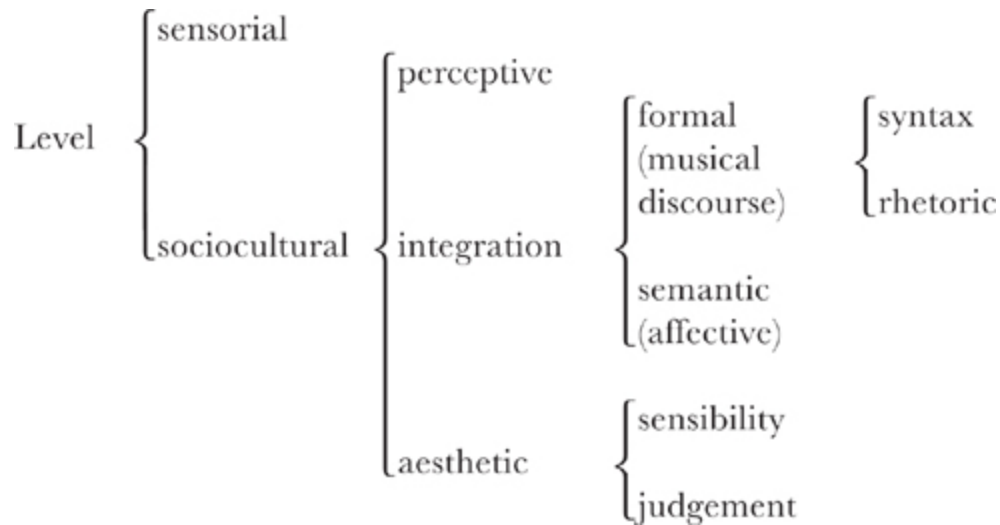 sensorial
perceptive
formal
syntax
Level
(musical
discourse)
rhetoric
sociocultural
integration
semantic
(affective)
sensibility
aesthetic
judgement